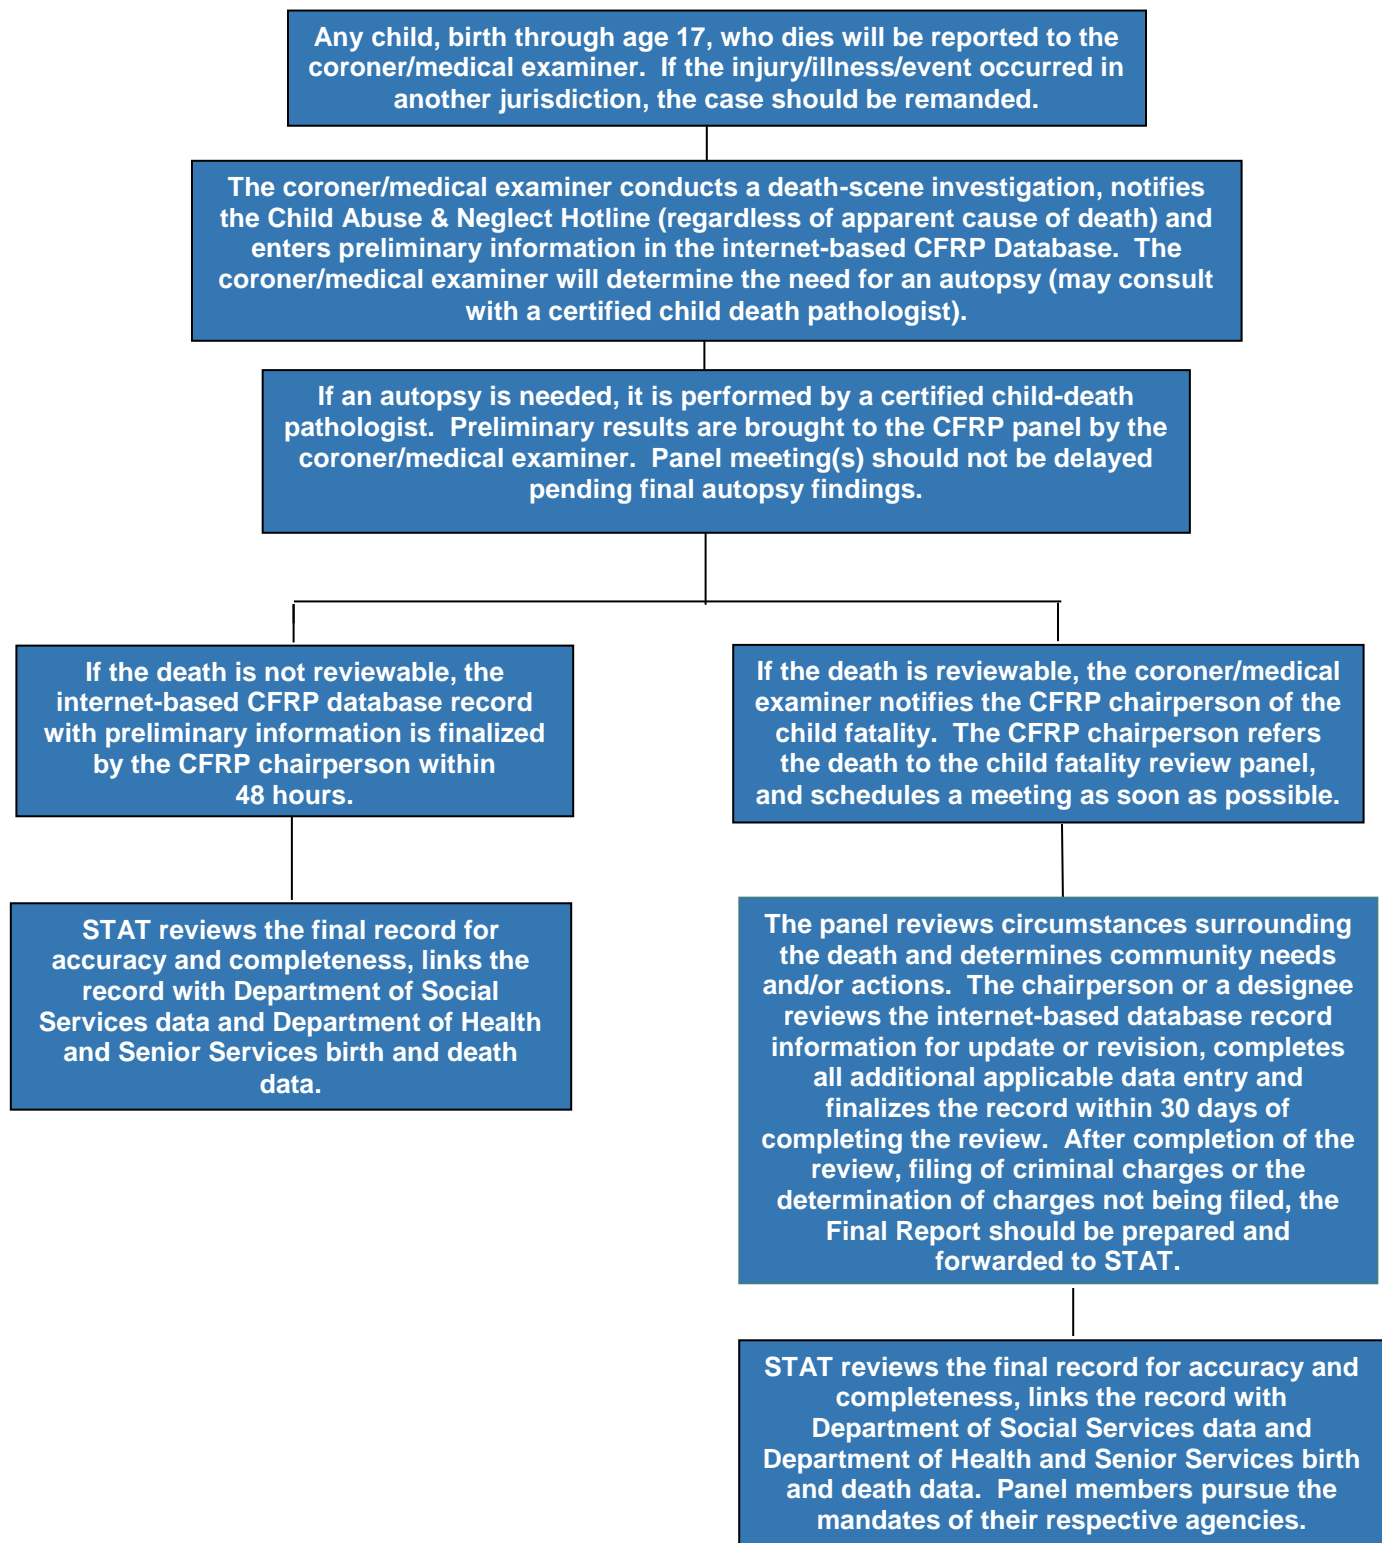 Any child, birth through age 17, who dies will be reported to the
coroner/medical examiner.  If the injury/illness/event occurred in
another jurisdiction, the case should be remanded.
The coroner/medical examiner conducts a death-scene investigation, notifies
the Child Abuse & Neglect Hotline (regardless of apparent cause of death) and
enters preliminary information in the internet-based CFRP Database.  The
coroner/medical examiner will determine the need for an autopsy (may consult
with a certified child death pathologist).
If an autopsy is needed, it is performed by a certified child-death
pathologist.  Preliminary results are brought to the CFRP panel by the
coroner/medical examiner.  Panel meeting(s) should not be delayed
pending final autopsy findings.
If the death is not reviewable, the
internet-based CFRP database record
with preliminary information is finalized
by the CFRP chairperson within
48 hours.
STAT reviews the final record for
accuracy and completeness, links the
record with Department of Social
Services data and Department of Health
and Senior Services birth and death
data.
If the death is reviewable, the coroner/medical
examiner notifies the CFRP chairperson of the
child fatality.  The CFRP chairperson refers
the death to the child fatality review panel,
and schedules a meeting as soon as possible.
The panel reviews circumstances surrounding
the death and determines community needs
and/or actions.  The chairperson or a designee
reviews the internet-based database record
information for update or revision, completes
all additional applicable data entry and
finalizes the record within 30 days of
completing the review.  After completion of the
review, filing of criminal charges or the
determination of charges not being filed, the
Final Report should be prepared and
forwarded to STAT.
STAT reviews the final record for accuracy and
completeness, links the record with
Department of Social Services data and
Department of Health and Senior Services birth
and death data.  Panel members pursue the
mandates of their respective agencies.